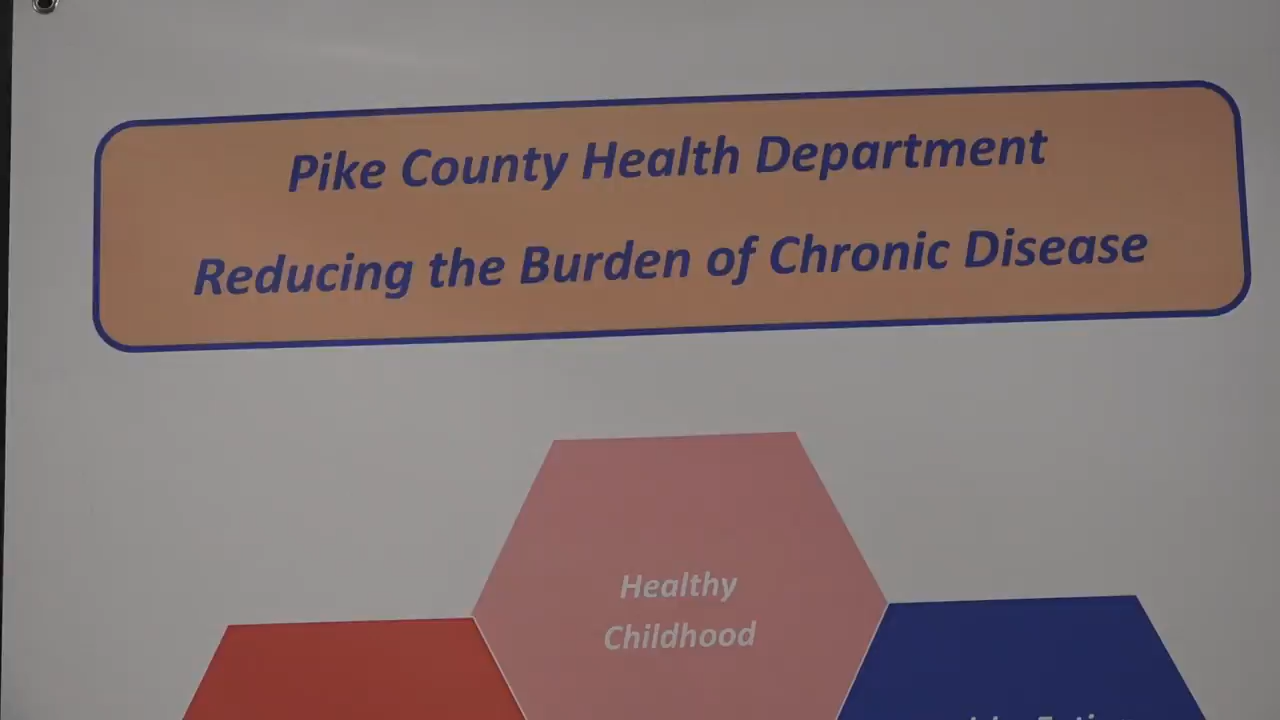 Pike County Health Department
Reducing the Burden of Chronic Disease
Healthy
Childhood